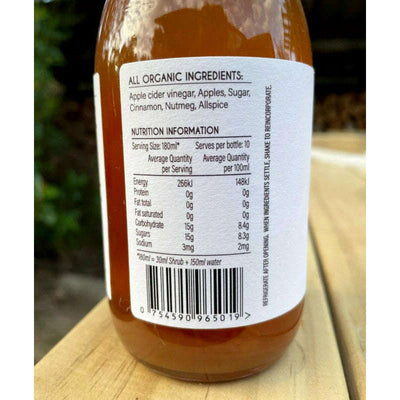 ALL ORGANIC INGREDIENTS:
Apple cider vinegar, Apples, Sugar,
Cinnamon, Nutmeg, Allspice
NUTRITION INFORMATION
Serving Size: 180ml* Serves per bottle: 10
Average Quantity per Serving Average Quantity per 100ml
Energy 266kJ 148kJ
Protein 0g 0g
Fat total 0g 0g
Fat saturated 0g 0g
Carbohydrate 15g 8.4g
Sugars 15g 8.3g
Sodium 3mg 2mg
*180ml = 30ml Shrub + 150ml water
0 754590 965019 >
REFRIGERATE AFTER OPENING. WHEN INGREDIENTS SETTLE, SHAKE TO REINCORPORATE.